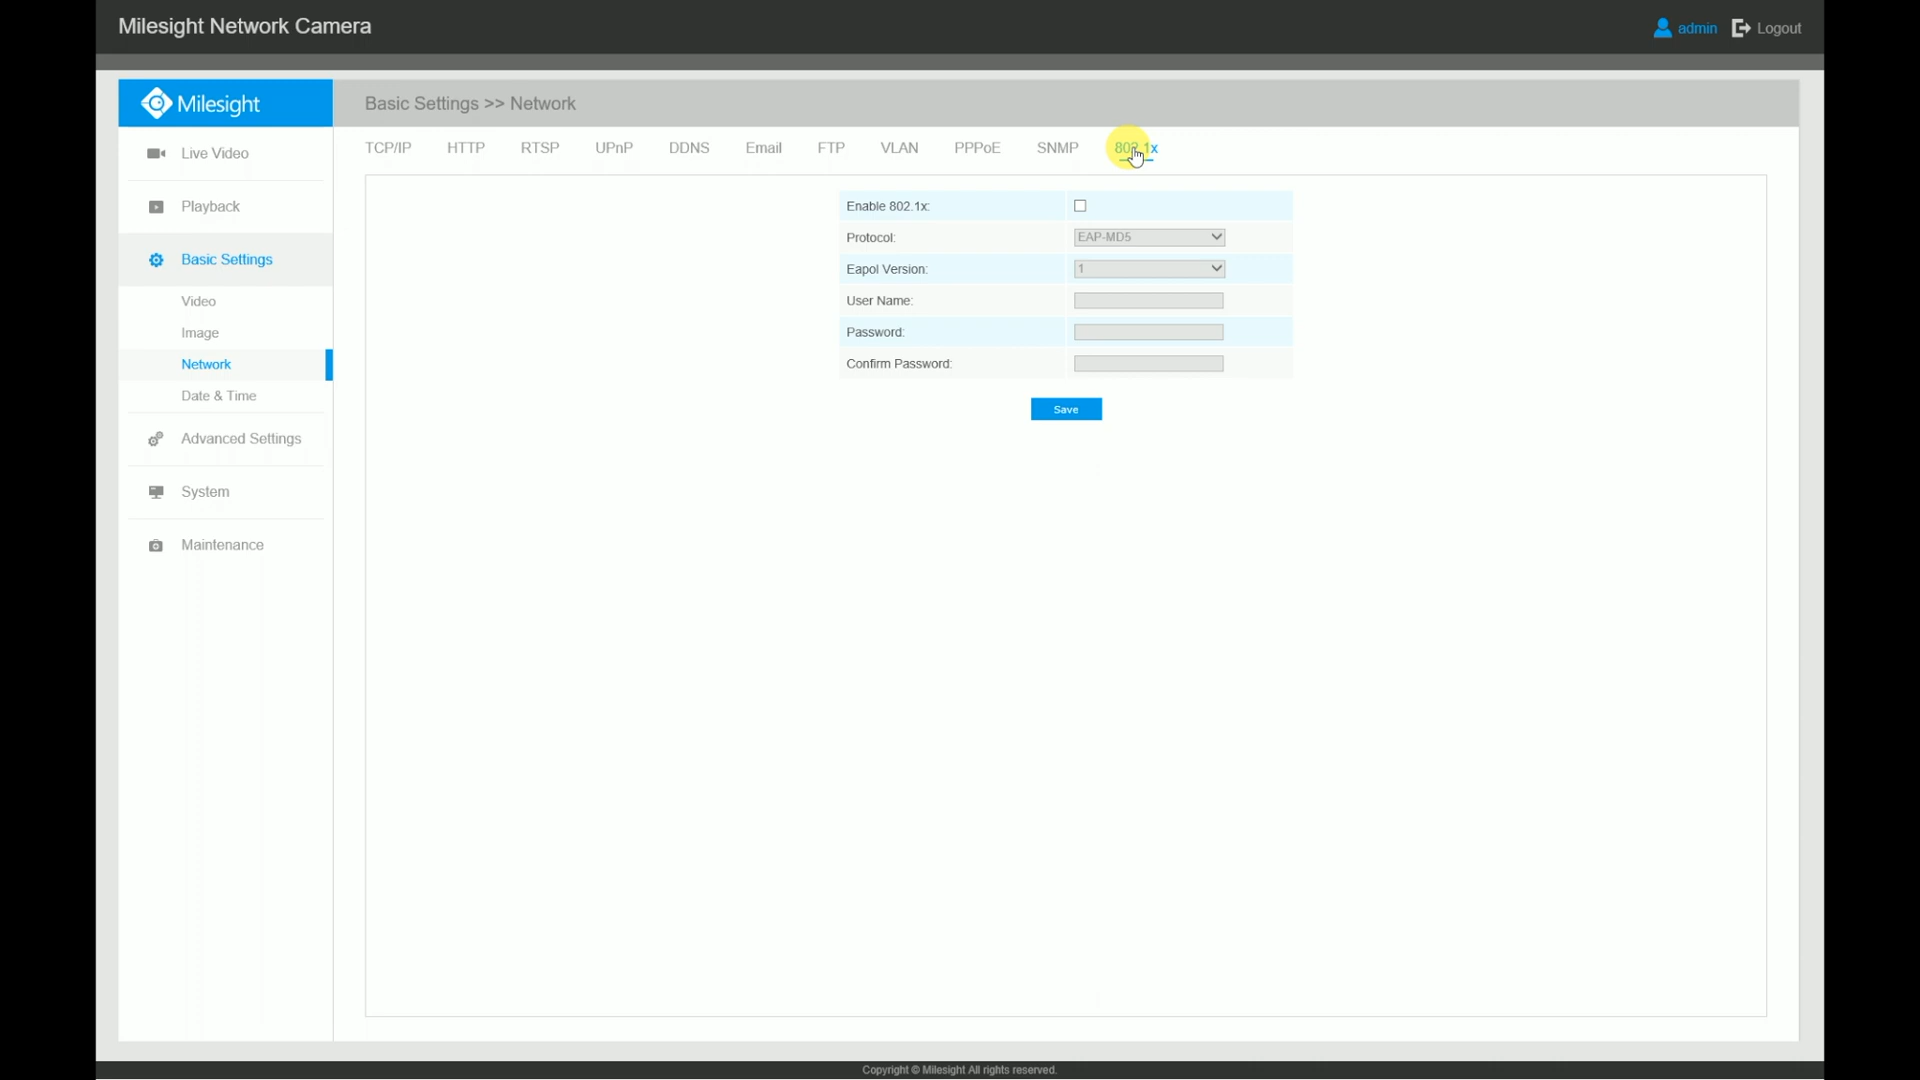 Milesight Network Camera
admin
Logout
Milesight
Basic Settings >> Network
Live Video
Playback
Basic Settings
Video
Image
Network
Date & Time
Advanced Settings
System
Maintenance
TCP/IP HTTP RTSP UPnP DDNS Email FTP VLAN PPPoE SNMP 802.1x
Enable 802.1x:
Protocol: EAP-MD5
Eapol Version: 1
User Name:
Password:
Confirm Password:
Save
Copyright © Milesight All rights reserved.